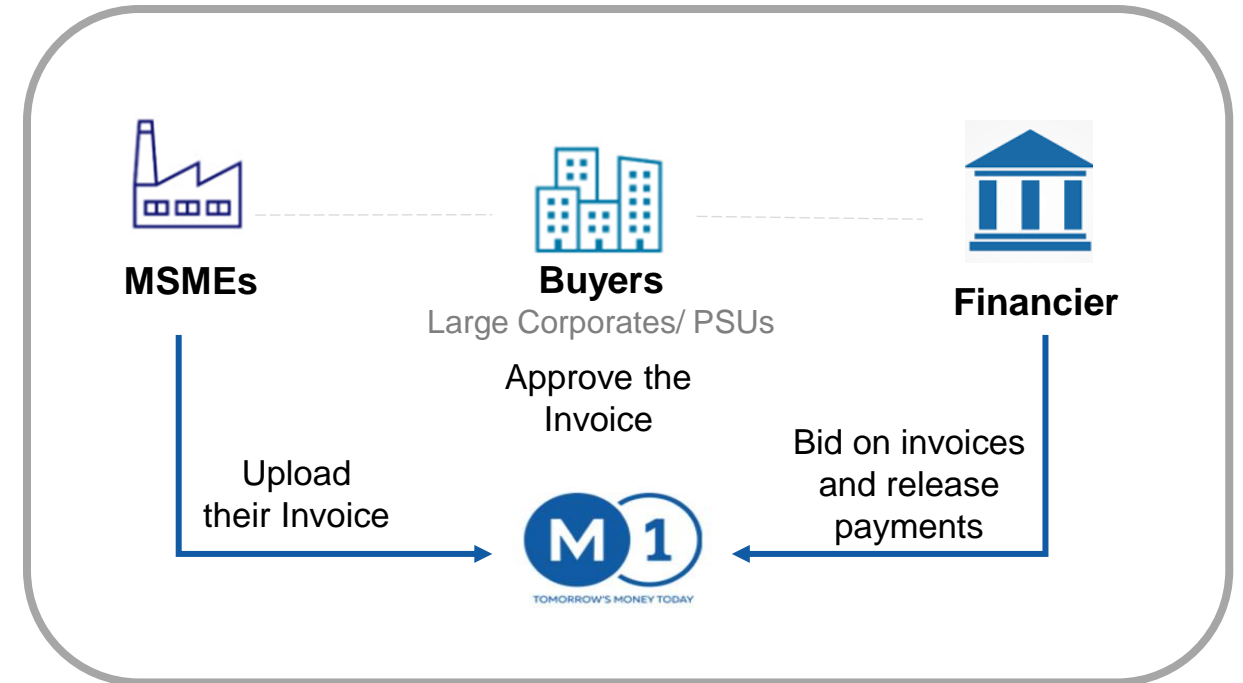 MSMEs
Buyers
Large Corporates/ PSUs
Financier
Approve the
Invoice
Upload
their Invoice
Bid on invoices
and release
payments
M 1
TOMORROW'S MONEY TODAY